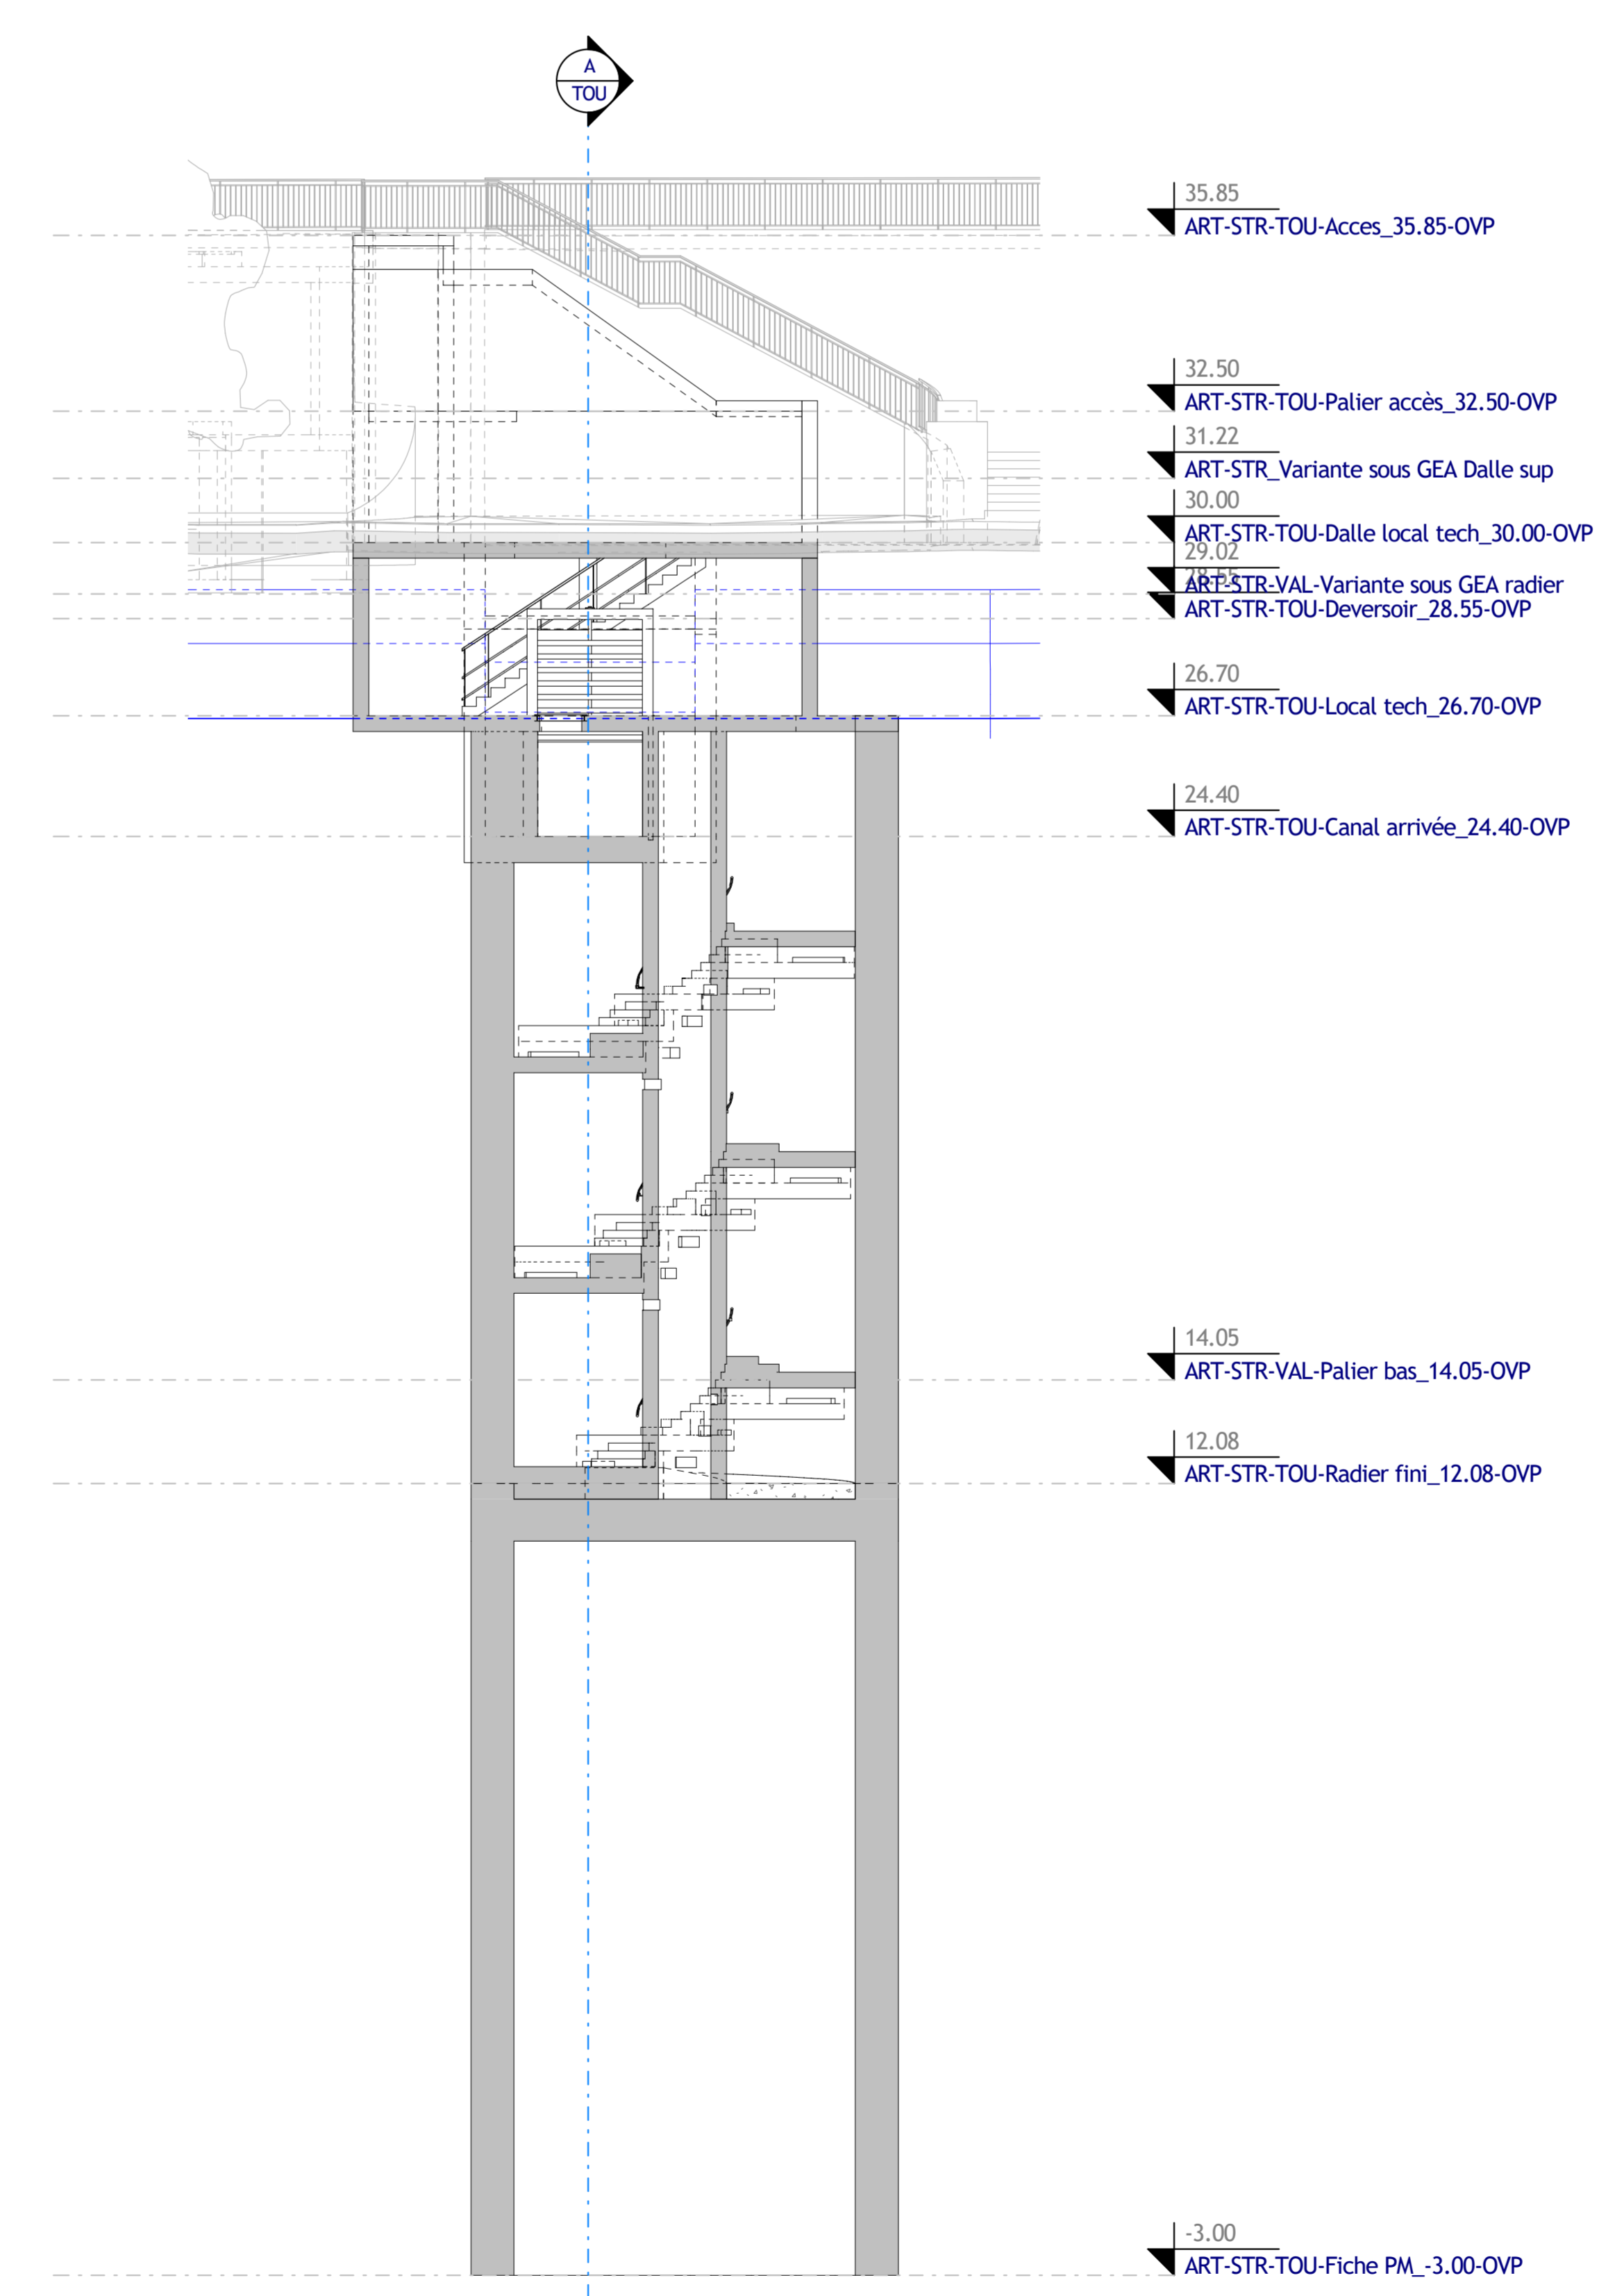 A
TOU
35.85
ART-STR-TOU-Acces_35.85-OVP
32.50
ART-STR-TOU-Palier accès_32.50-OVP
31.22
ART-STR_Variante sous GEA Dalle sup
30.00
ART-STR-TOU-Dalle local tech_30.00-OVP
29.02
ART-STR-VAL-Variante sous GEA radier
28.55
ART-STR-TOU-Deversoir_28.55-OVP
26.70
ART-STR-TOU-Local tech_26.70-OVP
24.40
ART-STR-TOU-Canal arrivée_24.40-OVP
14.05
ART-STR-VAL-Palier bas_14.05-OVP
12.08
ART-STR-TOU-Radier fini_12.08-OVP
-3.00
ART-STR-TOU-Fiche PM_-3.00-OVP